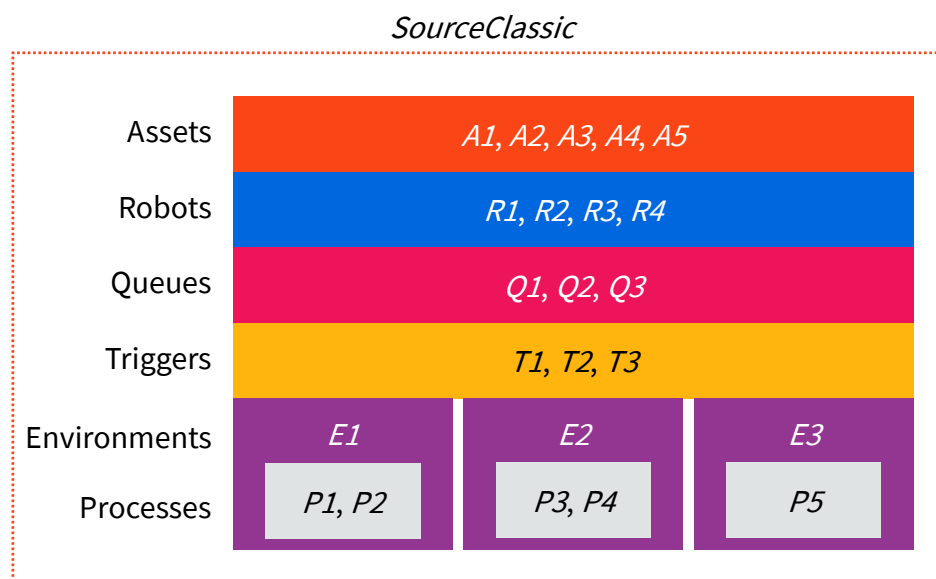 SourceClassic
Assets A1, A2, A3, A4, A5
Robots R1, R2, R3, R4
Queues Q1, Q2, Q3
Triggers T1, T2, T3
Environments E1 E2 E3
Processes P1, P2 P3, P4 P5